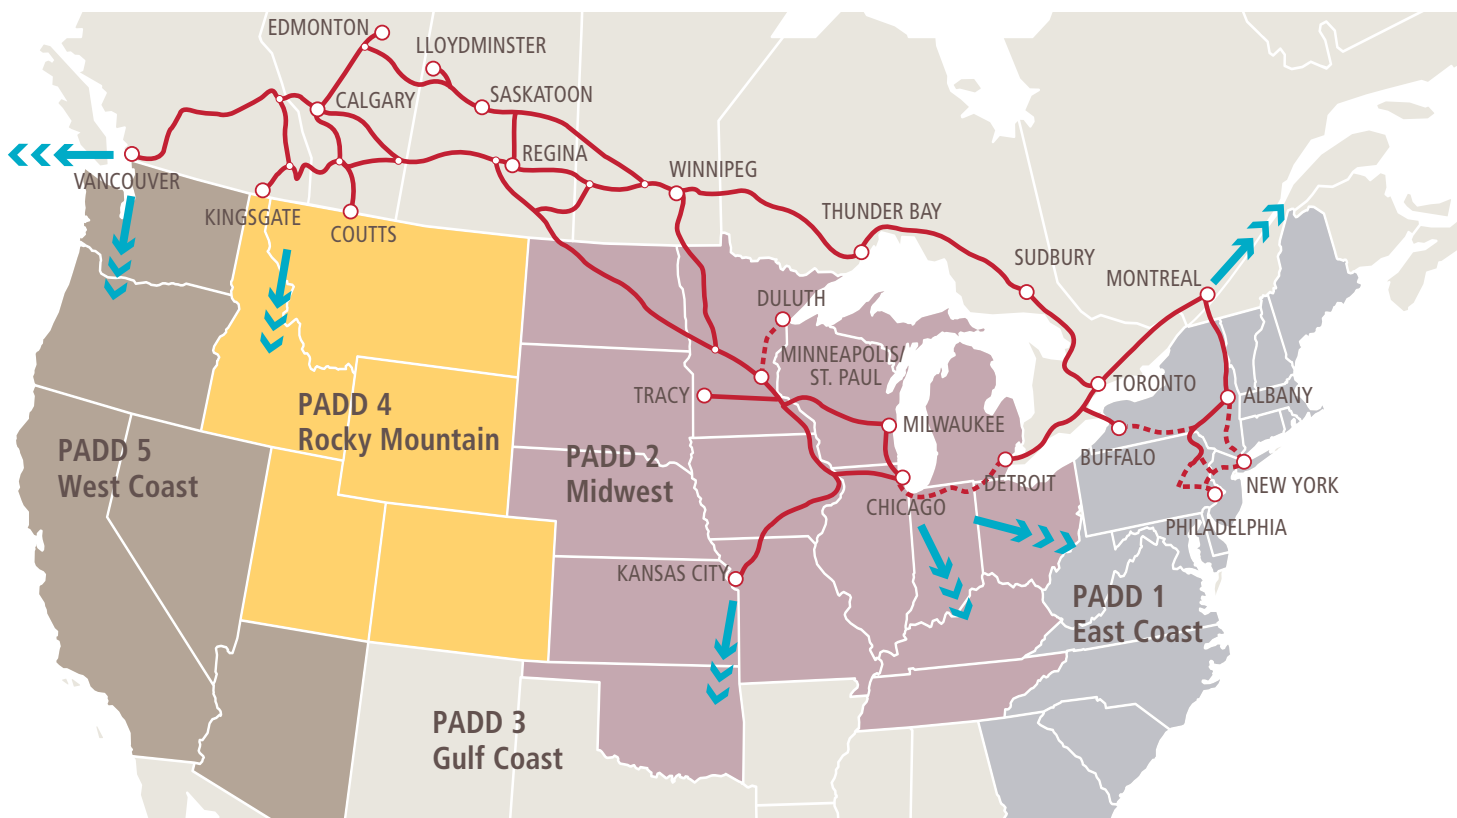 EDMONTON
LLOYDMINSTER
SASKATOON
CALGARY
REGINA
WINNIPEG
VANCOUVER
KINGSGATE
COUTTS
THUNDER BAY
SUDBURY
MONTREAL
DULUTH
MINNEAPOLIS/
ST. PAUL
TRACY
TORONTO
ALBANY
MILWAUKEE
BUFFALO
DETROIT
NEW YORK
CHICAGO
PHILADELPHIA
KANSAS CITY
PADD 4
Rocky Mountain
PADD 5
West Coast
PADD 2
Midwest
PADD 1
East Coast
PADD 3
Gulf Coast